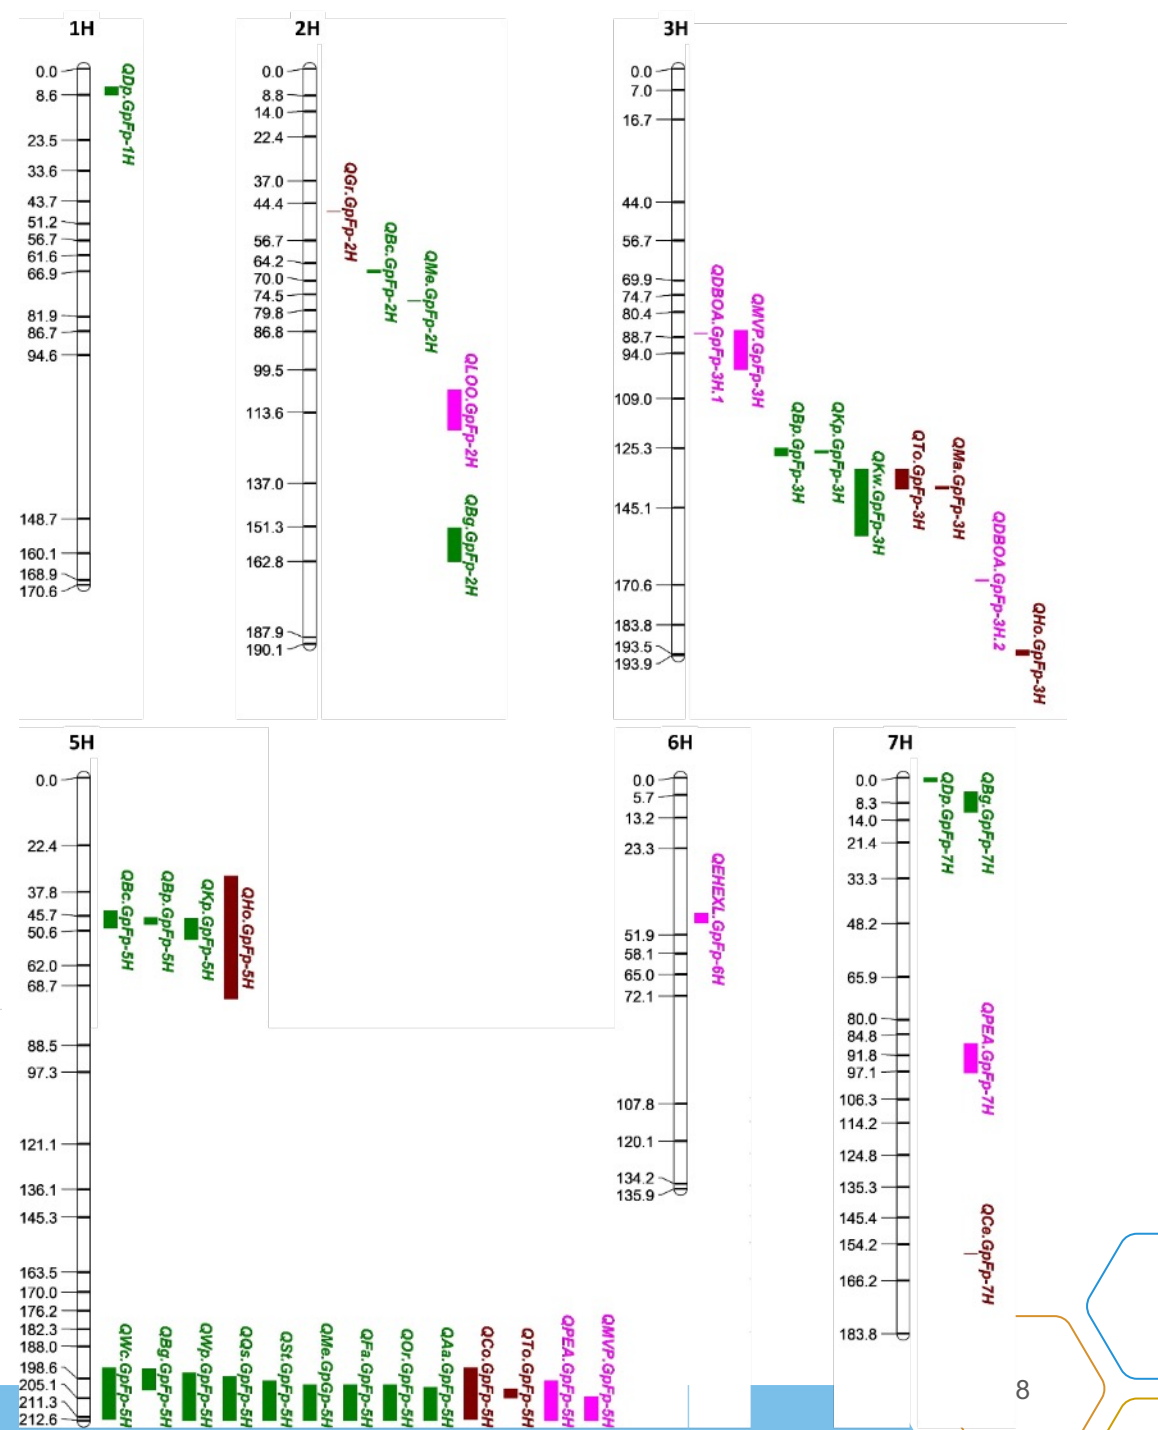 1H
0.0
8.6
23.5
33.6
43.7
51.2
56.7
61.6
66.9
81.9
86.7
94.6
148.7
160.1
168.9
170.6
QDp.GpFp-1H
2H
0.0
8.8
14.0
22.4
37.0
44.4
56.7
64.2
70.0
74.5
79.8
86.8
99.5
113.6
137.0
151.3
162.8
187.9
190.1
QGr.GpFp-2H
QBc.GpFp-2H
QMe.GpFp-2H
QLOO.GpFp-2H
QBg.GpFp-2H
3H
0.0
7.0
16.7
44.0
56.7
69.9
74.7
80.4
88.7
94.0
109.0
125.3
145.1
170.6
183.8
193.5
193.9
QDBOA.GpFp-3H.1
QMVP.GpFp-3H
QBp.GpFp-3H
QKp.GpFp-3H
QKw.GpFp-3H
QTo.GpFp-3H
QMa.GpFp-3H
QDBOA.GpFp-3H.2
QHo.GpFp-3H
5H
0.0
22.4
37.8
45.7
50.6
62.0
68.7
88.5
97.3
121.1
136.1
145.3
163.5
170.0
176.2
182.3
188.0
198.6
205.1
211.3
212.6
QBc.GpFp-5H
QBp.GpFp-5H
QKp.GpFp-5H
QHo.GpFp-5H
QWc.GpFp-5H
QBg.GpFp-5H
QWp.GpFp-5H
QQs.GpFp-5H
QSt.GpFp-5H
QMe.GpGp-5H
QFa.GpFp-5H
QOr.GpFp-5H
QAa.GpFp-5H
QCo.GpFp-5H
QTo.GpFp-5H
QPEA.GpFp-5H
QMVP.GpFp-5H
6H
0.0
5.7
13.2
23.3
51.9
58.1
65.0
72.1
107.8
120.1
134.2
135.9
QEHEXL.GpFp-6H
7H
0.0
8.3
14.0
21.4
33.3
48.2
65.9
80.0
84.8
91.8
97.1
106.3
114.2
124.8
135.3
145.4
154.2
166.2
183.8
QDp.GpFp-7H
QBg.GpFp-7H
QPEA.GpFp-7H
QCe.GpFp-7H
8